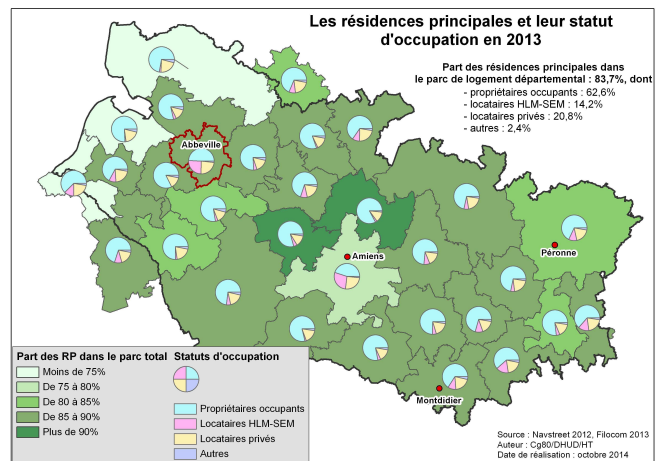 Les résidences principales et leur statut
d'occupation en 2013
Part des résidences principales dans
le parc de logement départemental : 83,7%, dont
- propriétaires occupants : 62,6%
- locataires HLM-SEM : 14,2%
- locataires privés : 20,8%
- autres : 2,4%
Abbeville
Amiens
Péronne
Montdidier
Part des RP dans le parc total
Moins de 75%
De 75 à 80%
De 80 à 85%
De 85 à 90%
Plus de 90%
Statuts d'occupation
Propriétaires occupants
Locataires HLM-SEM
Locataires privés
Autres
Source : Navstreet 2012, Filocom 2013
Auteur : Cg80/DHUD/HT
Date de réalisation : octobre 2014